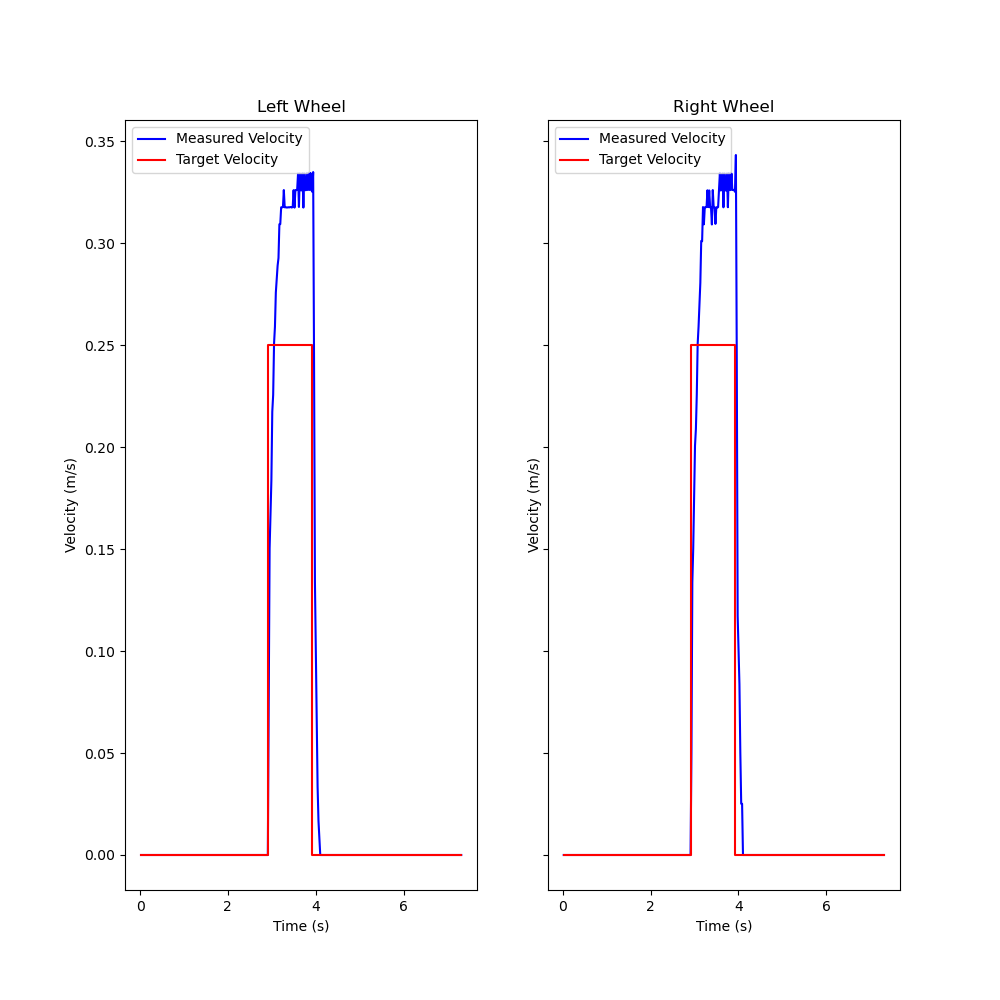 Left Wheel
Measured Velocity
Target Velocity
0.35
0.30
0.25
0.20
0.15
0.10
0.05
0.00
Velocity (m/s)
0 2 4 6
Time (s)
Right Wheel
Measured Velocity
Target Velocity
Velocity (m/s)
0 2 4 6
Time (s)